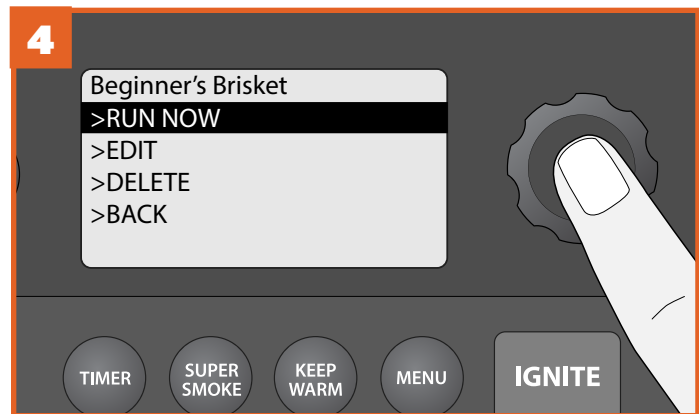 4
Beginner’s Brisket
>RUN NOW
>EDIT
>DELETE
>BACK
TIMER
SUPER
SMOKE
KEEP
WARM
MENU
IGNITE